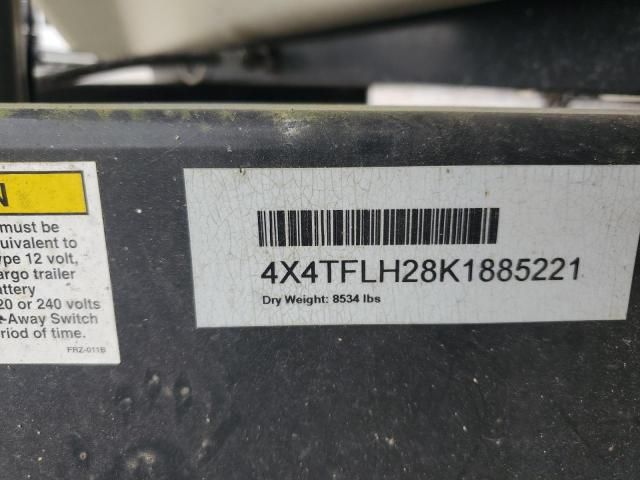 must be
uivalent to
ype 12 volt,
argo trailer
attery
20 or 240 volts
-Away Switch
riod of time.
FRZ-011B
4X4TFLH28K1885221
Dry Weight: 8534 lbs